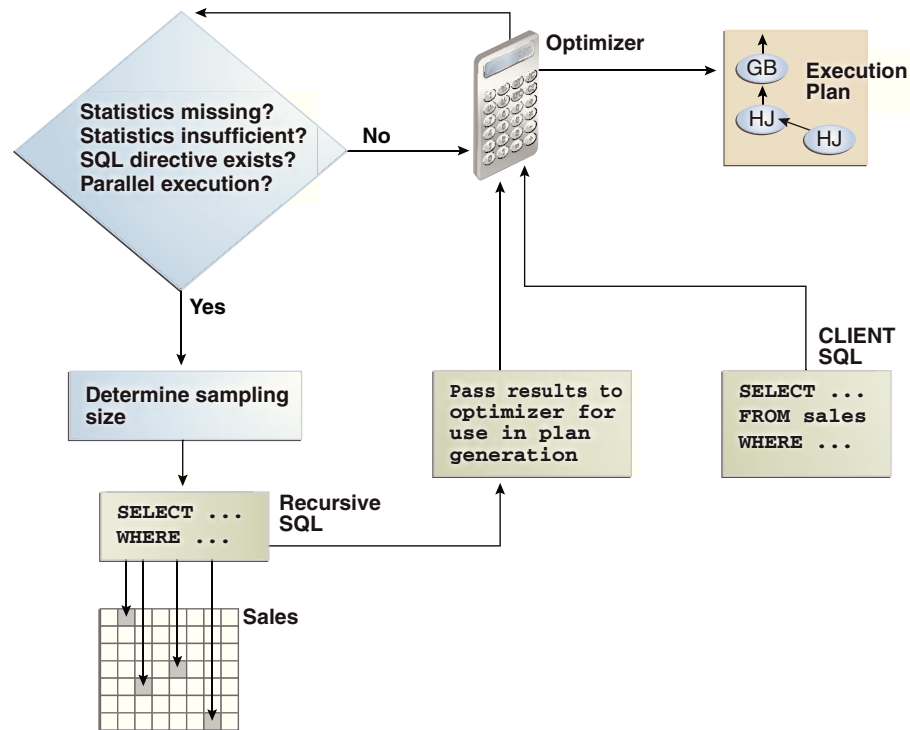 Optimizer
GB
Execution
Plan
HJ
HJ
Statistics missing?
Statistics insufficient?
SQL directive exists?
Parallel execution?
No
Yes
CLIENT
SQL
Determine sampling
size
Pass results to
optimizer for
use in plan
generation
SELECT ...
FROM sales
WHERE ...
Recursive
SQL
SELECT ...
WHERE ...
Sales